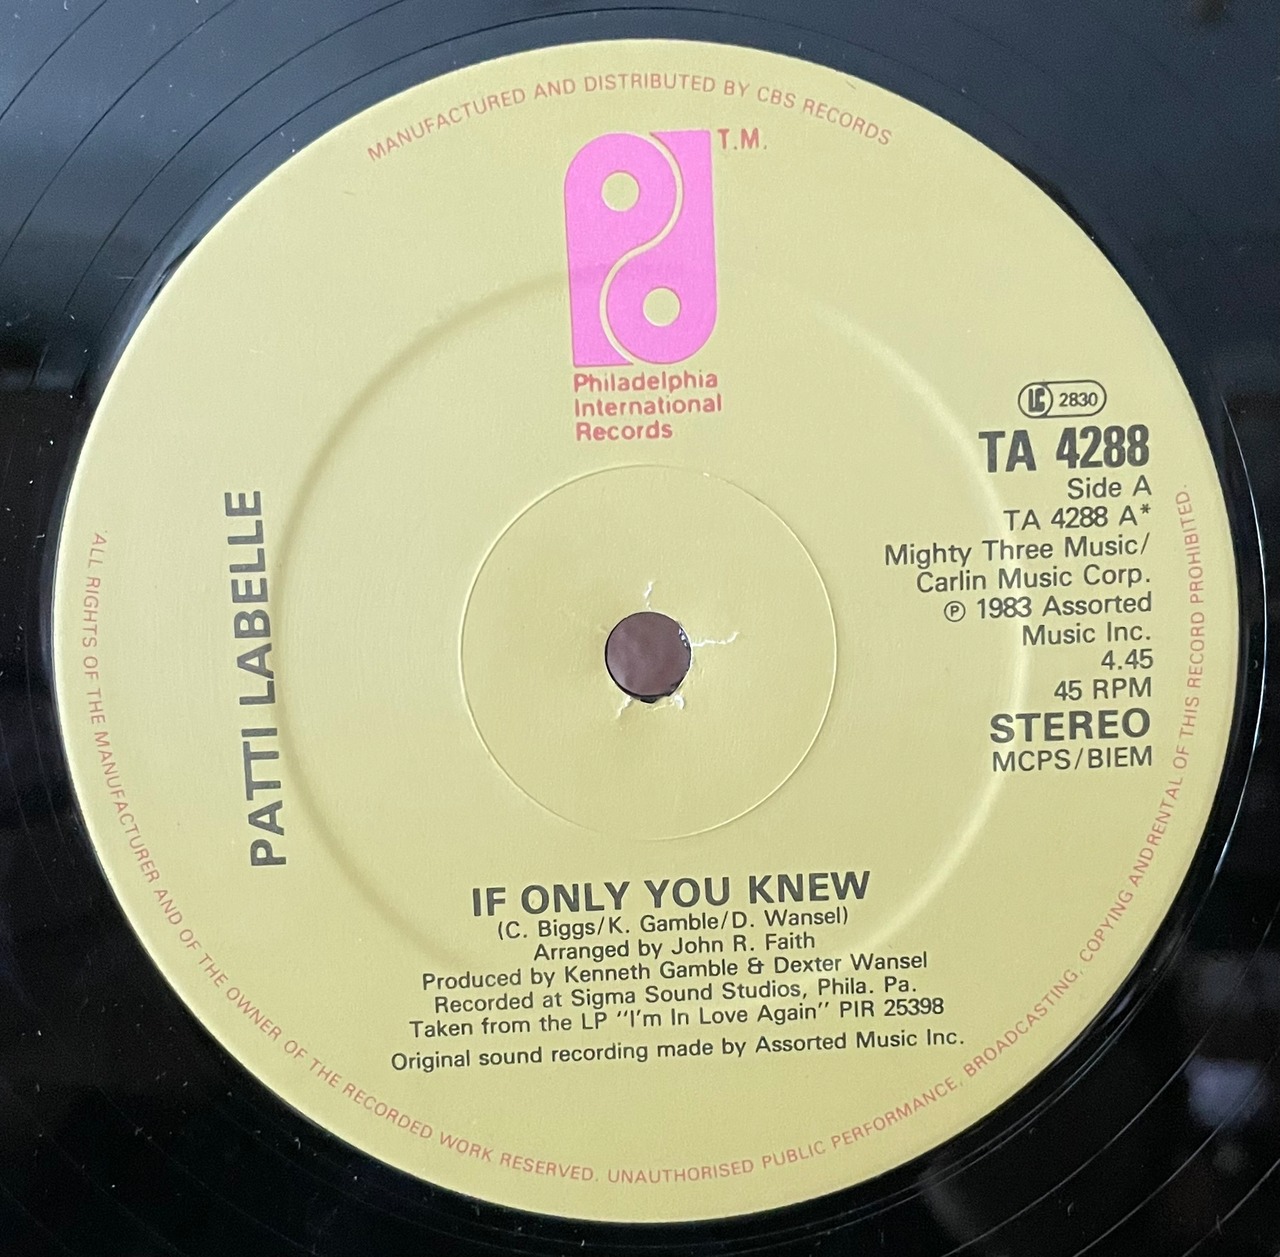 MANUFACTURED AND DISTRIBUTED BY CBS RECORDS
T.M.
Philadelphia
International
Records
LC 2830
TA 4288
Side A
TA 4288 A*
Mighty Three Music/
Carlin Music Corp.
℗ 1983 Assorted
Music Inc.
4.45
45 RPM
STEREO
MCPS/BIEM
PATTI LABELLE
IF ONLY YOU KNEW
(C. Biggs/K. Gamble/D. Wansel)
Arranged by John R. Faith
Produced by Kenneth Gamble & Dexter Wansel
Recorded at Sigma Sound Studios, Phila. Pa.
Taken from the LP "I'm In Love Again" PIR 25398
Original sound recording made by Assorted Music Inc.
ALL RIGHTS OF THE MANUFACTURER AND OF THE OWNER OF THE RECORDED WORK RESERVED. UNAUTHORISED PUBLIC PERFORMANCE, BROADCASTING, COPYING ANDRENTAL OF THIS RECORD PROHIBITED.